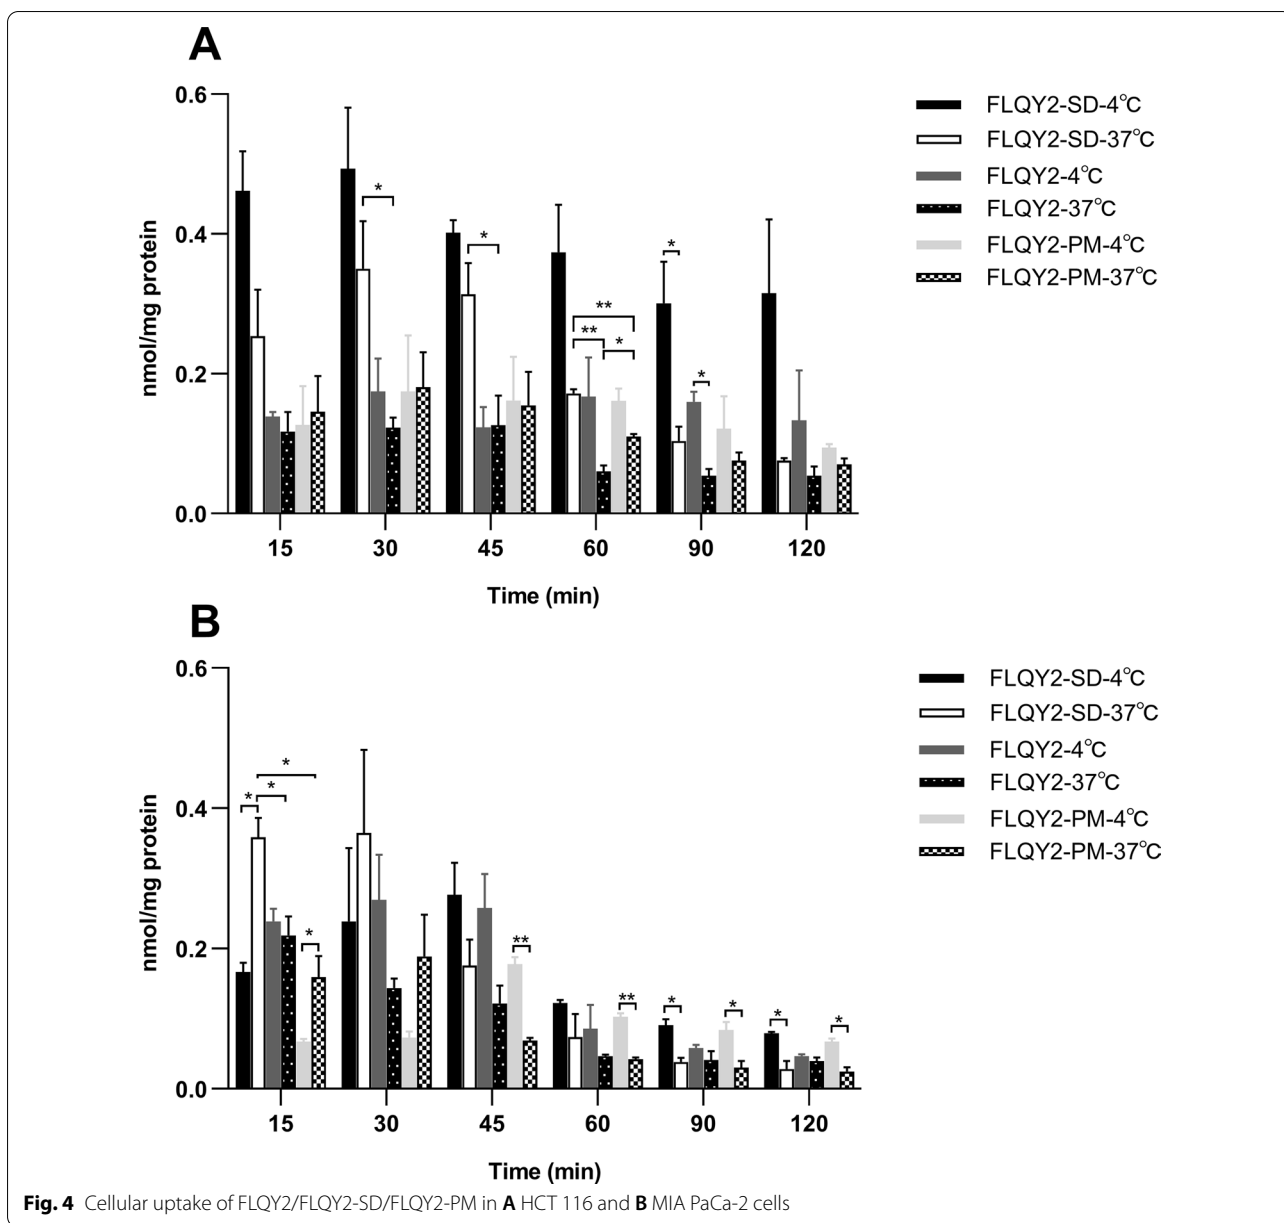 A
0.6
0.4
0.2
0.0
nmol/mg protein
*
*
**
**
*
*
*
15 30 45 60 90 120
Time (min)
FLQY2-SD-4°C
FLQY2-SD-37°C
FLQY2-4°C
FLQY2-37°C
FLQY2-PM-4°C
FLQY2-PM-37°C
B
0.6
0.4
0.2
0.0
nmol/mg protein
*
*
*
*
**
**
*
*
*
*
15 30 45 60 90 120
Time (min)
FLQY2-SD-4°C
FLQY2-SD-37°C
FLQY2-4°C
FLQY2-37°C
FLQY2-PM-4°C
FLQY2-PM-37°C
Fig. 4 Cellular uptake of FLQY2/FLQY2-SD/FLQY2-PM in A HCT 116 and B MIA PaCa-2 cells